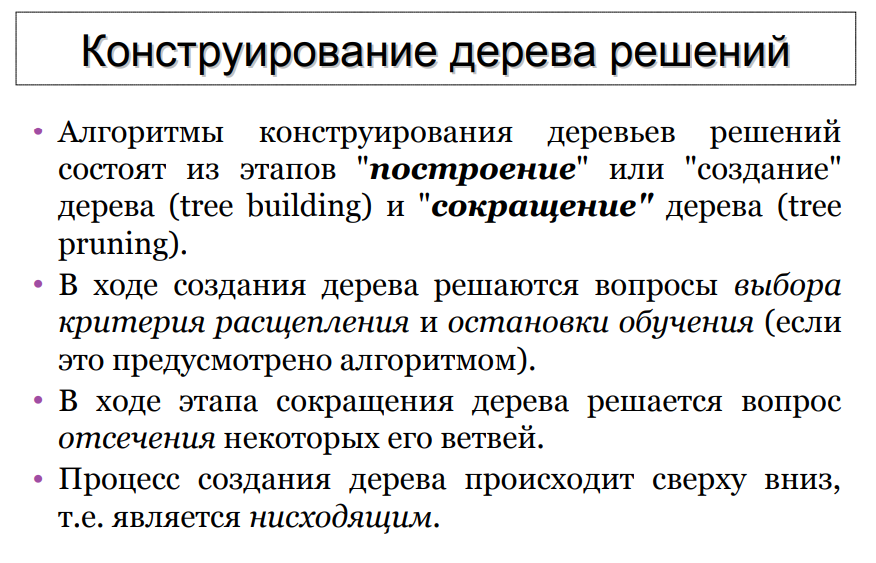 Конструирование дерева решений
• Алгоритмы конструирования деревьев решений
состоят из этапов "построение" или "создание"
дерева (tree building) и "сокращение" дерева (tree
pruning).
• В ходе создания дерева решаются вопросы выбора
критерия расщепления и остановки обучения (если
это предусмотрено алгоритмом).
• В ходе этапа сокращения дерева решается вопрос
отсечения некоторых его ветвей.
• Процесс создания дерева происходит сверху вниз,
т.е. является нисходящим.